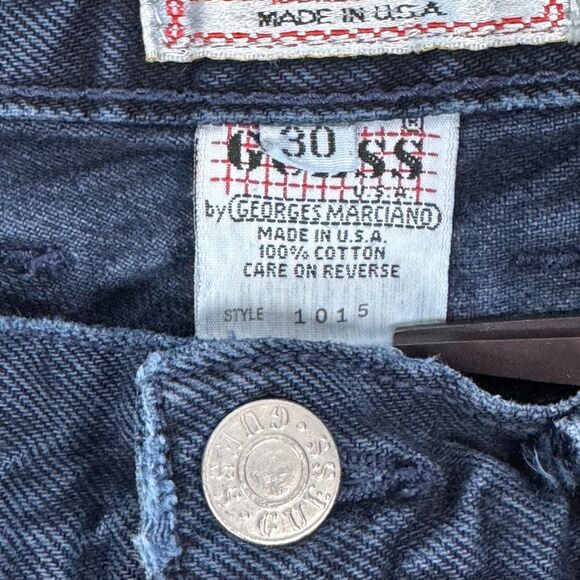 MADE IN U.S.A.
30
GUESS
U.S.A.
by GEORGES MARCIANO
MADE IN U.S.A.
100% COTTON
CARE ON REVERSE
STYLE 1015